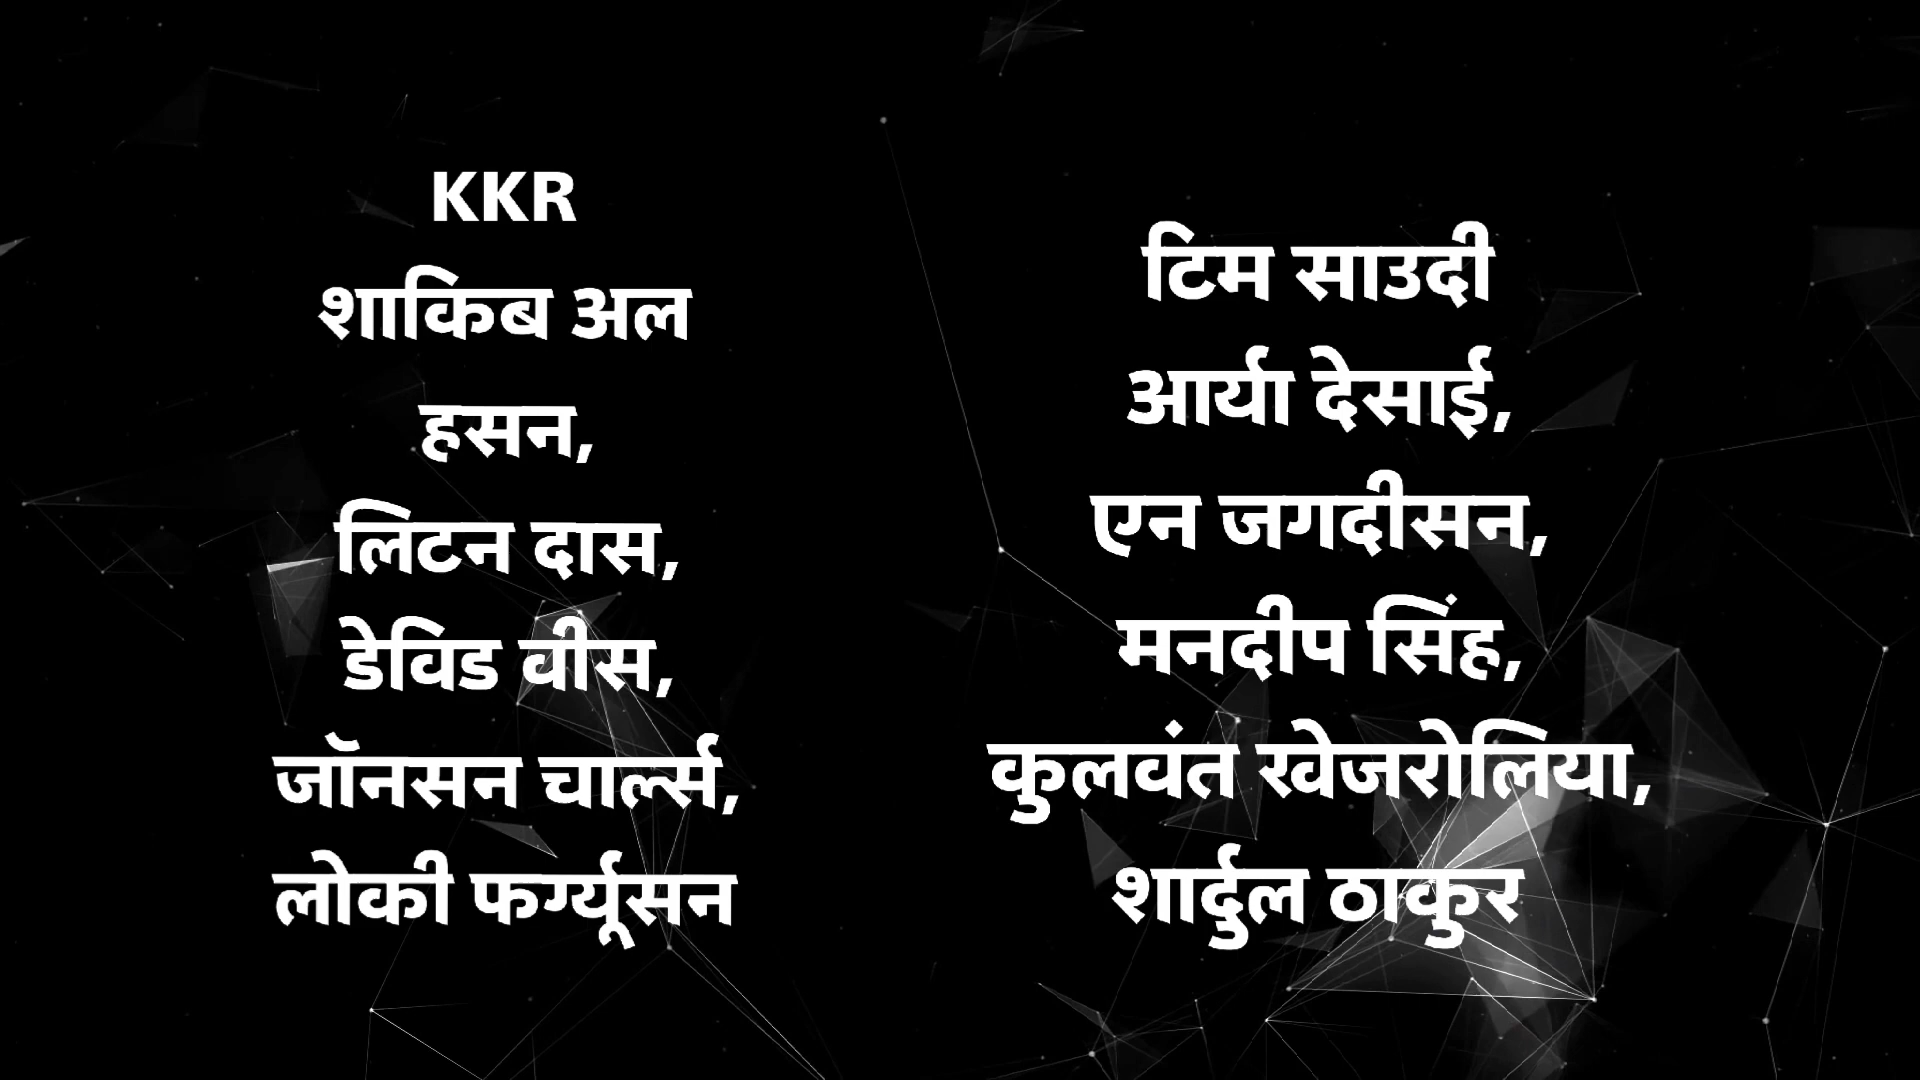 KKR
शाकिब अल
हसन,
लिटन दास,
डेविड वीस,
जॉनसन चार्ल्स,
लोकी फर्ग्यूसन
टिम साउदी
आर्या देसाई,
एन जगदीसन,
मनदीप सिंह,
कुलवंत खेजरोलिया,
शार्दुल ठाकुर